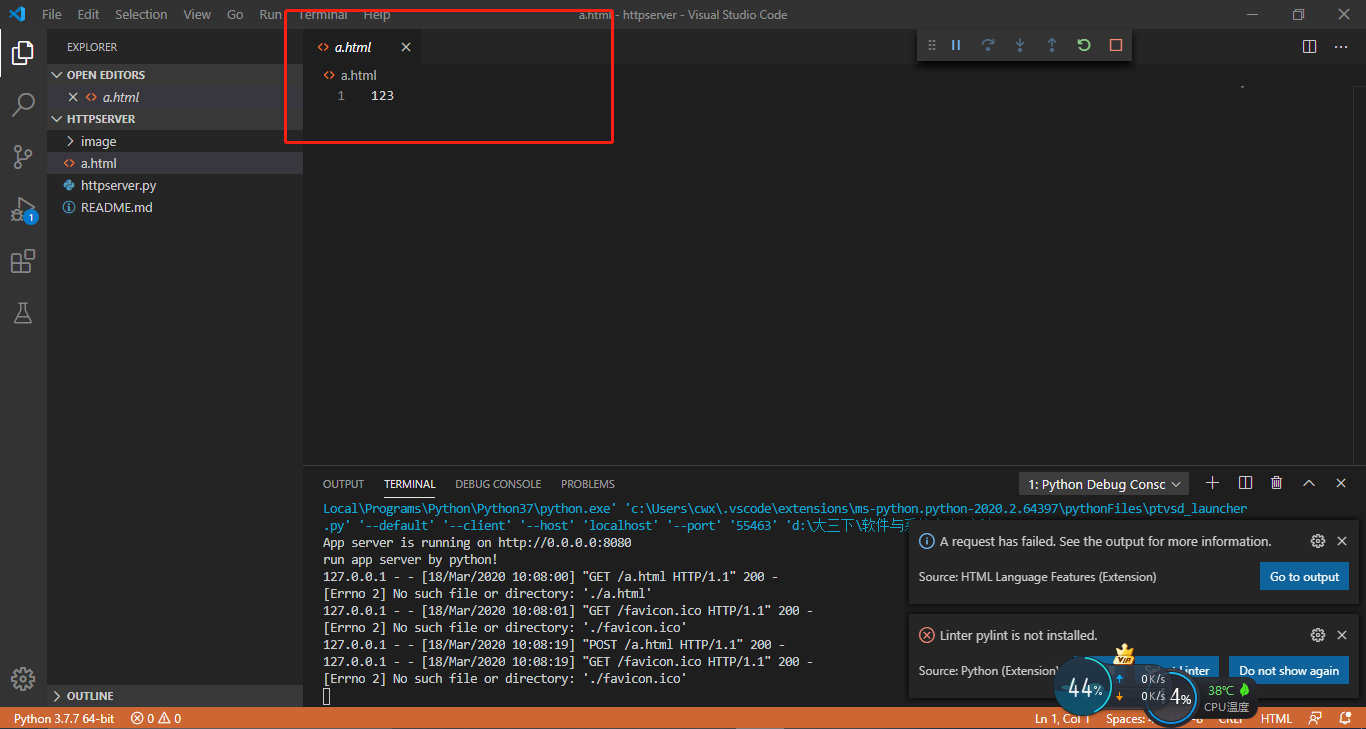 File Edit Selection View Go Run Terminal Help
a.html - httpserver - Visual Studio Code
EXPLORER
OPEN EDITORS
a.html
HTTPSERVER
image
a.html
httpserver.py
README.md
OUTLINE
1
a.html
a.html
1 123
OUTPUT TERMINAL DEBUG CONSOLE PROBLEMS
1: Python Debug Consc
Local\Programs\Python\Python37\python.exe' 'c:\Users\cwx\.vscode\extensions\ms-python.python-2020.2.64397\pythonFiles\ptvsd_launcher
.py' '--default' '--client' '--host' 'localhost' '--port' '55463' 'd:\大三下\软件与
App server is running on http://0.0.0.0:8080
run app server by python!
127.0.0.1 - - [18/Mar/2020 10:08:00] "GET /a.html HTTP/1.1" 200 -
[Errno 2] No such file or directory: './a.html'
127.0.0.1 - - [18/Mar/2020 10:08:01] "GET /favicon.ico HTTP/1.1" 200 -
[Errno 2] No such file or directory: './favicon.ico'
127.0.0.1 - - [18/Mar/2020 10:08:19] "POST /a.html HTTP/1.1" 200 -
127.0.0.1 - - [18/Mar/2020 10:08:19] "GET /favicon.ico HTTP/1.1" 200 -
[Errno 2] No such file or directory: './favicon.ico'
A request has failed. See the output for more information.
Source: HTML Language Features (Extension)
Go to output
Linter pylint is not installed.
Source: Python (Extension)
Linter
Do not show again
VIP
44%
0K/s
0K/s
4%
38℃
CPU温度
Python 3.7.7 64-bit 0 0
Ln 1, Col 1 Spaces: CRLF HTML